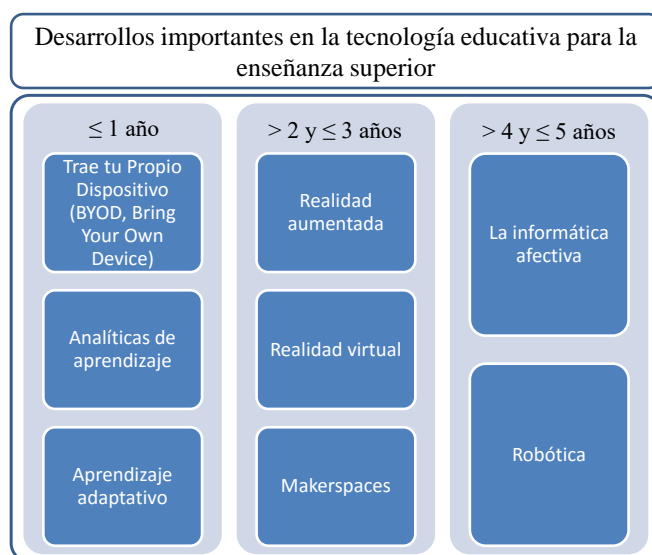 Desarrollos importantes en la tecnología educativa para la
enseñanza superior
≤ 1 año
Trae tu Propio
Dispositivo
(BYOD, Bring
Your Own
Device)
Analíticas de
aprendizaje
Aprendizaje
adaptativo
> 2 y ≤ 3 años
Realidad
aumentada
Realidad virtual
Makerspaces
> 4 y ≤ 5 años
La informática
afectiva
Robótica